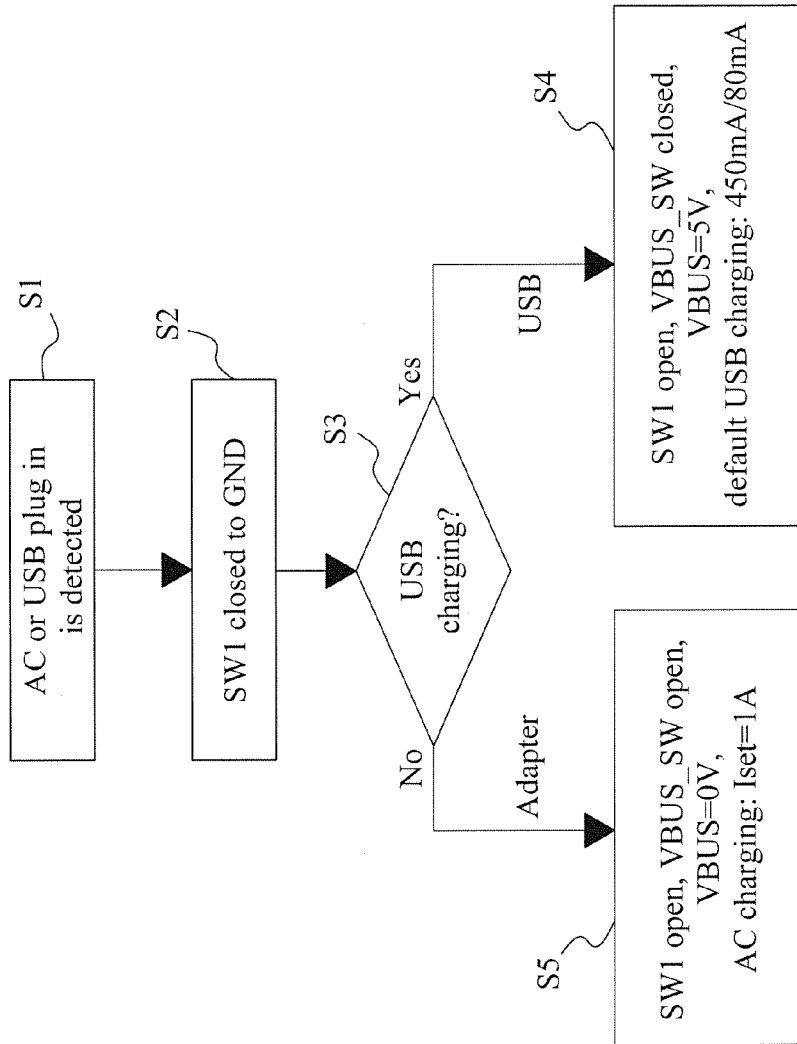 S1
AC or USB plug in
is detected
S2
SW1 closed to GND
S3
USB
charging?
No
Yes
Adapter
USB
S5
SW1 open, VBUS_SW open,
VBUS=0V,
AC charging: Iset=1A
S4
SW1 open, VBUS_SW closed,
VBUS=5V,
default USB charging: 450mA/80mA